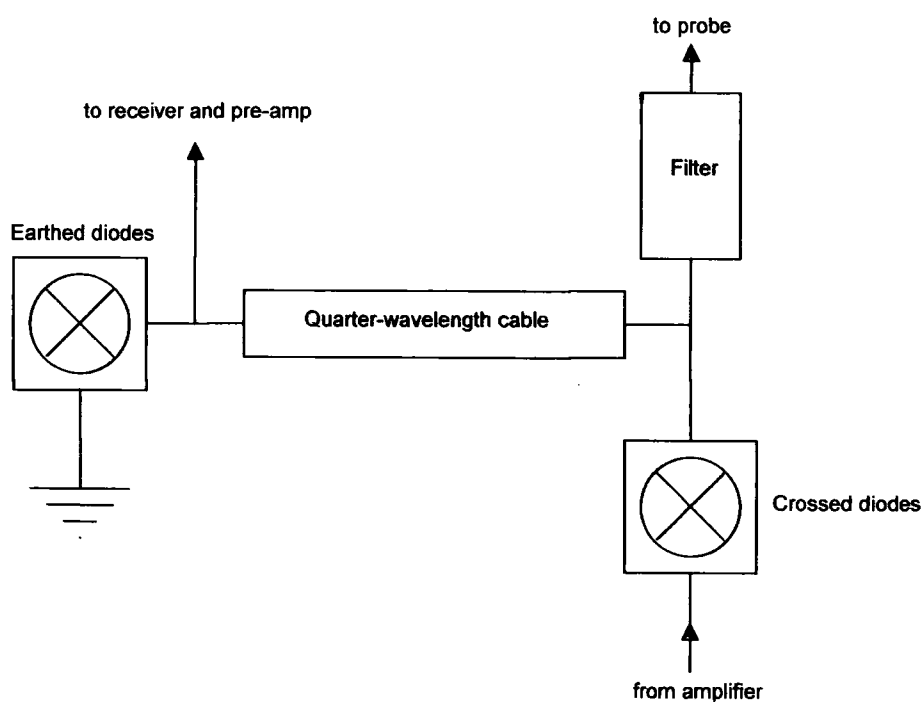 to probe
to receiver and pre-amp
Filter
Earthed diodes
Quarter-wavelength cable
Crossed diodes
from amplifier